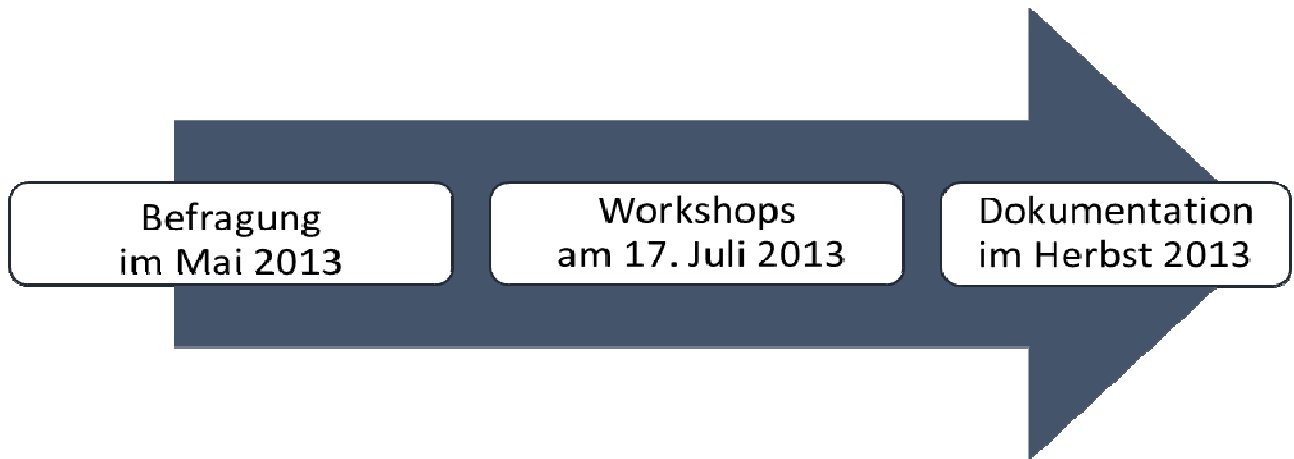 Befragung
im Mai 2013
Workshops
am 17. Juli 2013
Dokumentation
im Herbst 2013